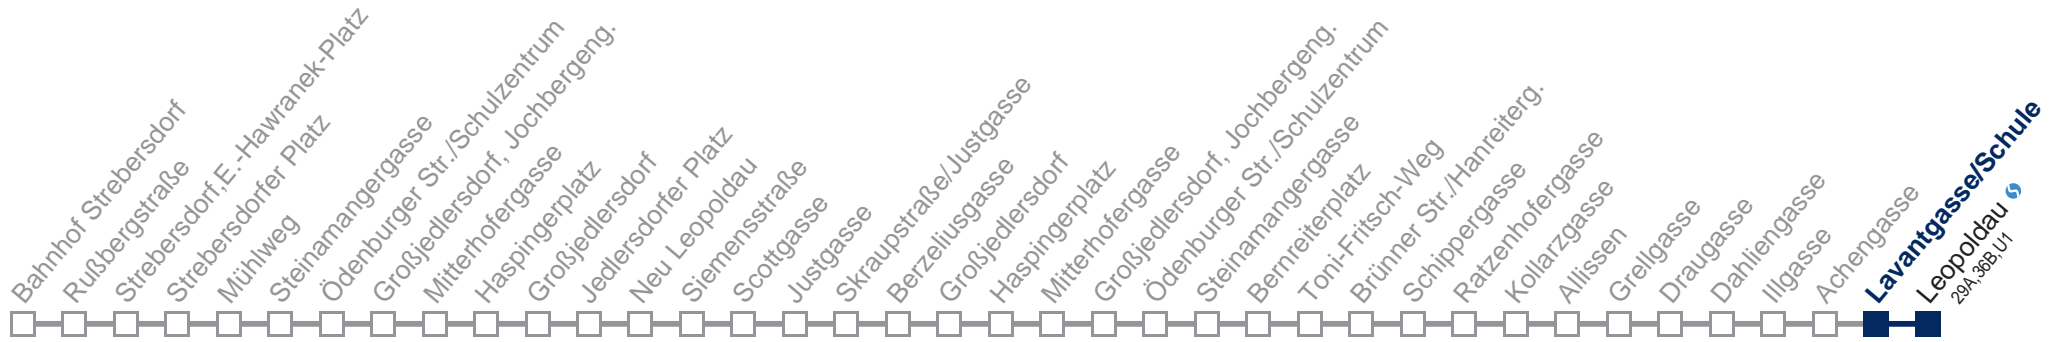 Bahnhof Strebersdorf
Rußbergstraße
Strebersdorf,E.-Hawranek-Platz
Strebersdorfer Platz
Mühlweg
Steinamangergasse
Ödenburger Str./Schulzentrum
Großjedlersdorf, Jochbergeng.
Mitterhofergasse
Haspingerplatz
Großjedlersdorf
Jedlersdorfer Platz
Neu Leopoldau
Siemensstraße
Scottgasse
Justgasse
Skraupstraße/Justgasse
Berzeliusgasse
Großjedlersdorf
Haspingerplatz
Mitterhofergasse
Großjedlersdorf, Jochbergeng.
Ödenburger Str./Schulzentrum
Steinamangergasse
Bernreiterplatz
Toni-Fritsch-Weg
Brünner Str./Hanreiterg.
Schippergasse
Ratzenhofergasse
Kollarzgasse
Allissen
Grellgasse
Draugasse
Dahliengasse
Illgasse
Achengasse
Lavantgasse/Schule
Leopoldau
29A,36B,U1